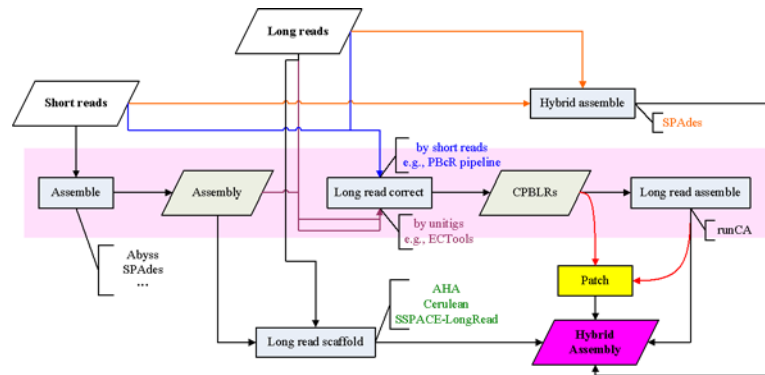 Long reads
Short reads
Hybrid assemble
SPAdes
by short reads
e.g., PBcR pipeline
Assemble
Assembly
Long read correct
CPBLRs
Long read assemble
by unitigs
e.g., ECTools
runCA
Abyss
SPAdes
...
Patch
AHA
Cerulean
SSPACE-LongRead
Long read scaffold
Hybrid
Assembly